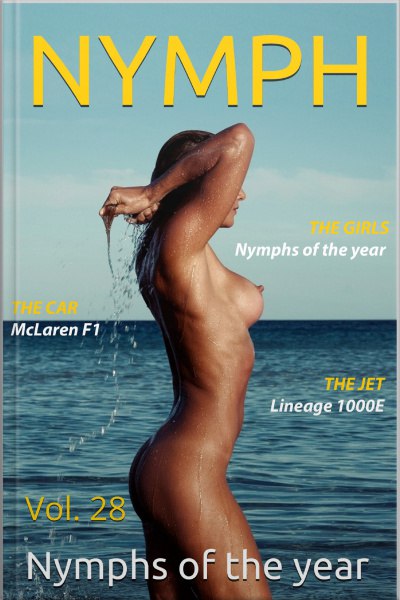 NYMPH
THE GIRLS
Nymphs of the year
THE CAR
McLaren F1
THE JET
Lineage 1000E
Vol. 28
Nymphs of the year